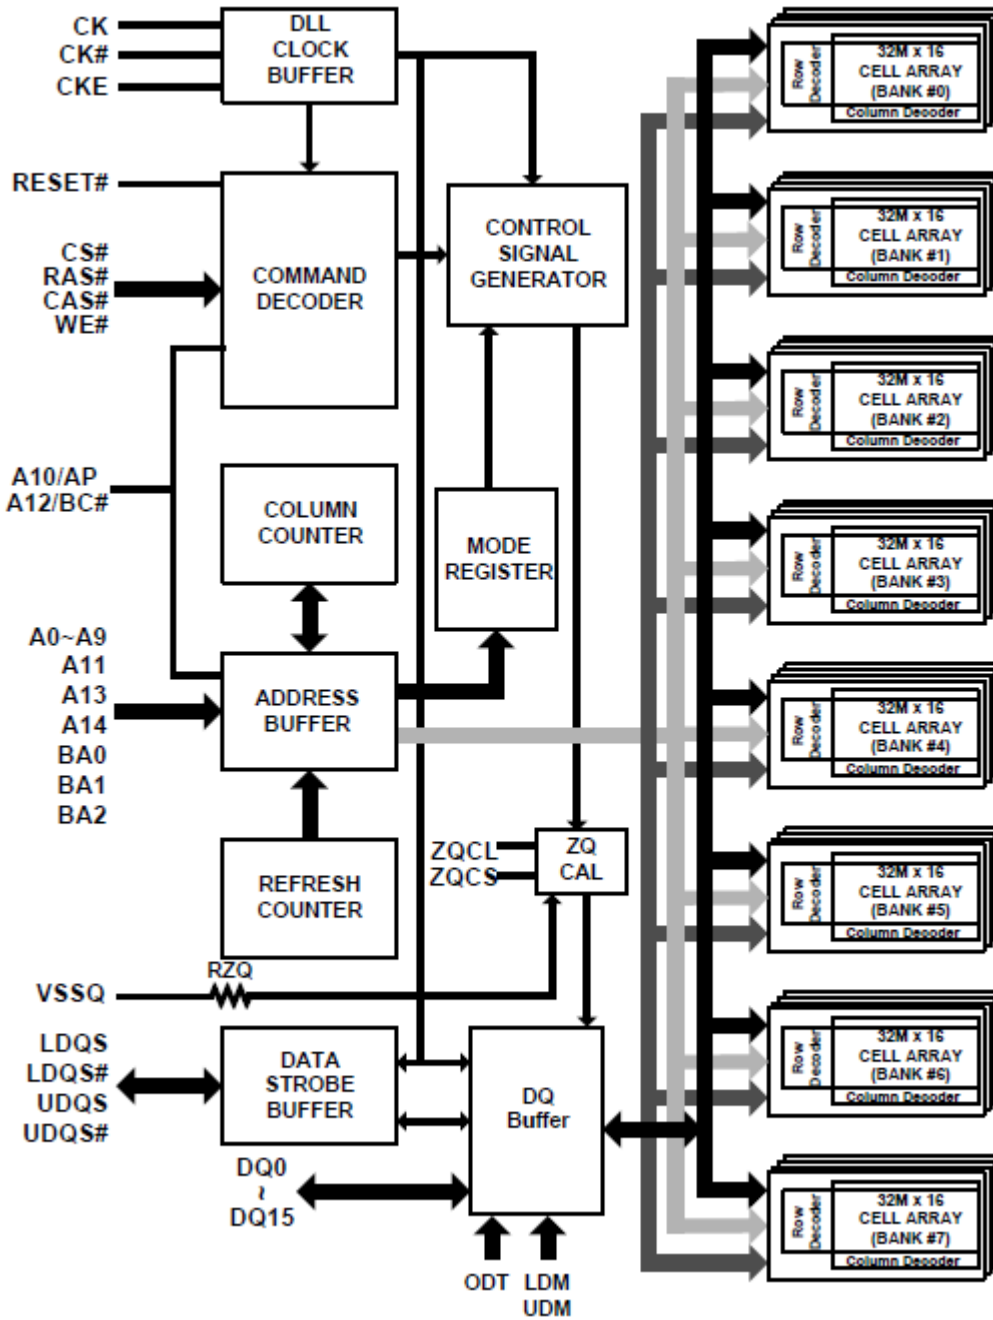 CK
CK#
CKE
DLL
CLOCK
BUFFER
RESET#
CS#
RAS#
CAS#
WE#
COMMAND
DECODER
CONTROL
SIGNAL
GENERATOR
A10/AP
A12/BC#
COLUMN
COUNTER
MODE
REGISTER
A0~A9
A11
A13
A14
BA0
BA1
BA2
ADDRESS
BUFFER
REFRESH
COUNTER
ZQCL
ZQCS
ZQ
CAL
RZQ
VSSQ
LDQS
LDQS#
UDQS
UDQS#
DATA
STROBE
BUFFER
DQ
Buffer
DQ0
~
DQ15
ODT
LDM
UDM
Row
Decoder
32M x 16
CELL ARRAY
(BANK #0)
Column Decoder
Row
Decoder
32M x 16
CELL ARRAY
(BANK #1)
Column Decoder
Row
Decoder
32M x 16
CELL ARRAY
(BANK #2)
Column Decoder
Row
Decoder
32M x 16
CELL ARRAY
(BANK #3)
Column Decoder
Row
Decoder
32M x 16
CELL ARRAY
(BANK #4)
Column Decoder
Row
Decoder
32M x 16
CELL ARRAY
(BANK #5)
Column Decoder
Row
Decoder
32M x 16
CELL ARRAY
(BANK #6)
Column Decoder
Row
Decoder
32M x 16
CELL ARRAY
(BANK #7)
Column Decoder